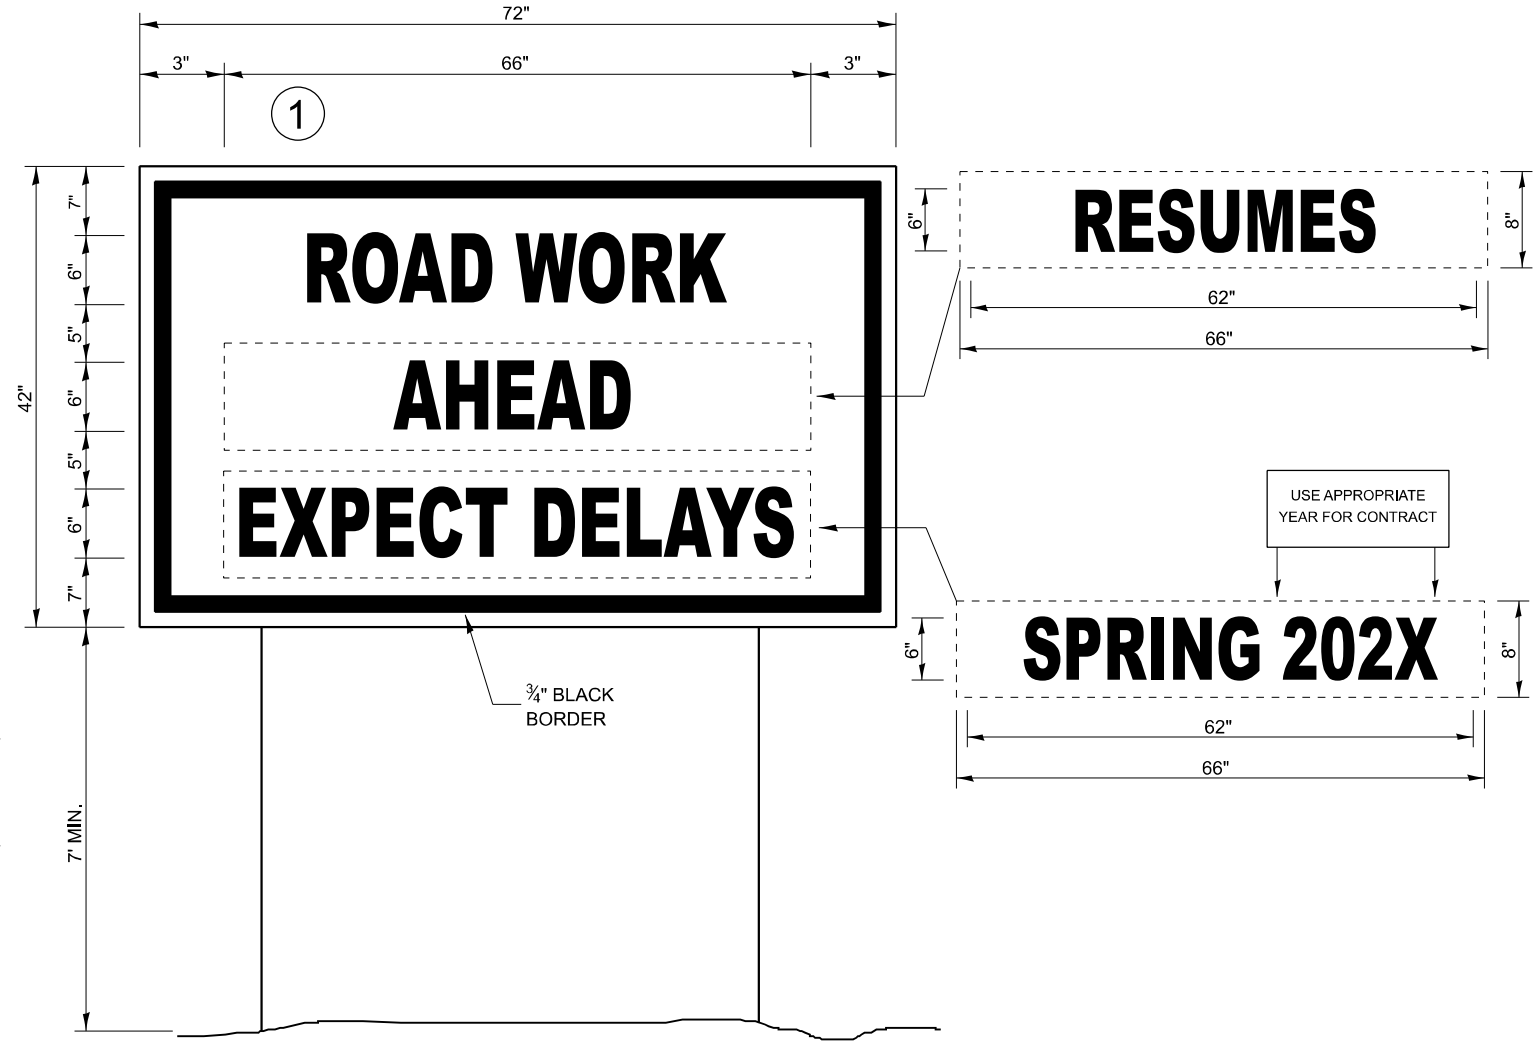 72"
3"
66"
3"
1
7"
6"
5"
6"
5"
6"
7"
42"
7' MIN.
ROAD WORK
AHEAD
EXPECT DELAYS
¾" BLACK
BORDER
6"
RESUMES
8"
62"
66"
USE APPROPRIATE
YEAR FOR CONTRACT
6"
SPRING 202X
8"
62"
66"